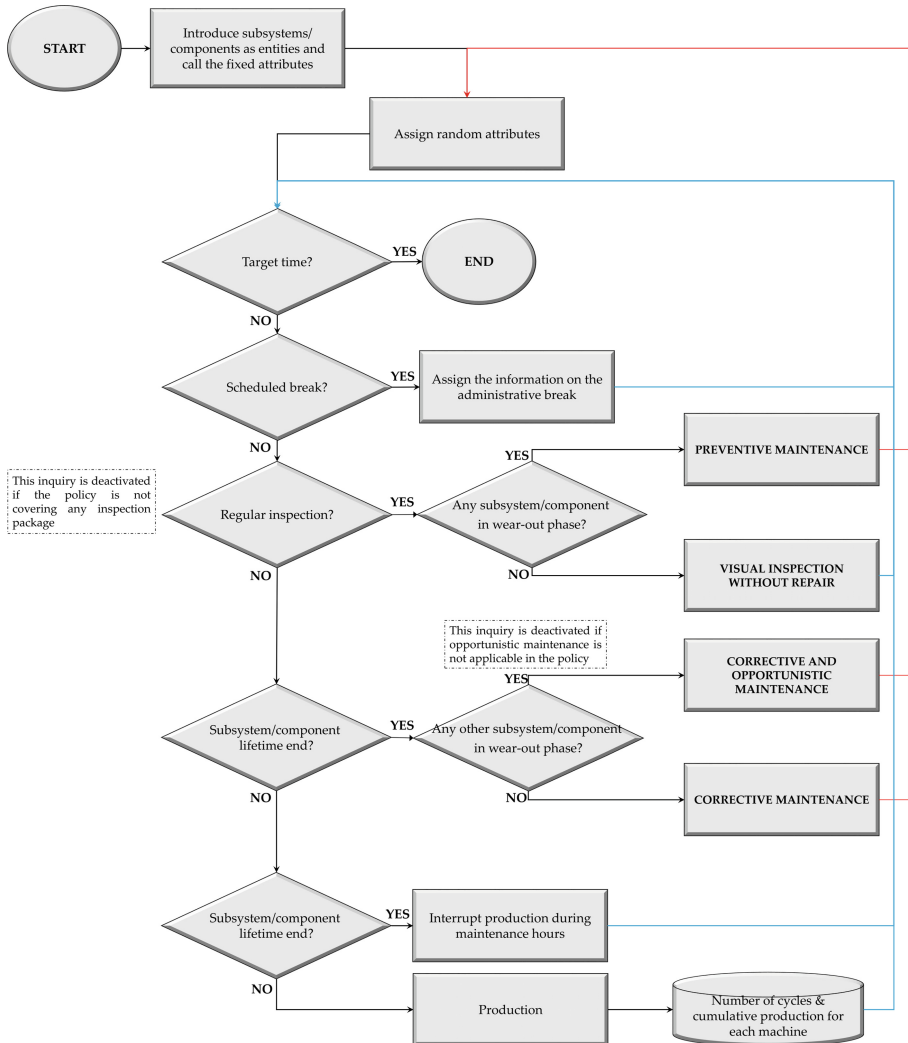 START
Introduce subsystems/
components as entities and
call the fixed attributes
Assign random attributes
Target time?
YES
END
NO
Scheduled break?
YES
Assign the information on the
administrative break
NO
This inquiry is deactivated
if the policy is not
covering any inspection
package
Regular inspection?
YES
Any subsystem/component
in wear-out phase?
YES
PREVENTIVE MAINTENANCE
NO
VISUAL INSPECTION
WITHOUT REPAIR
NO
This inquiry is deactivated if
opportunistic maintenance is
not applicable in the policy
Subsystem/component
lifetime end?
YES
Any other subsystem/component
in wear-out phase?
YES
CORRECTIVE AND
OPPORTUNISTIC
MAINTENANCE
NO
CORRECTIVE MAINTENANCE
NO
Subsystem/component
lifetime end?
YES
Interrupt production during
maintenance hours
NO
Production
Number of cycles &
cumulative production for
each machine